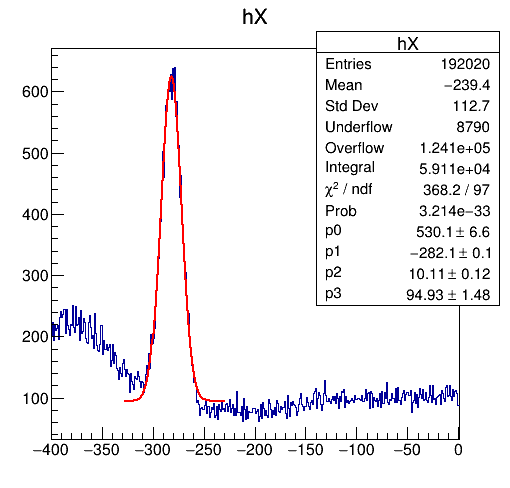 hX
hX
Entries 192020
Mean −239.4
Std Dev 112.7
Underflow 8790
Overflow 1.241e+05
Integral 5.911e+04
χ² / ndf 368.2 / 97
Prob 3.214e−33
p0 530.1 ± 6.6
p1 −282.1 ± 0.1
p2 10.11 ± 0.12
p3 94.93 ± 1.48
600
500
400
300
200
100
−400 −350 −300 −250 −200 −150 −100 −50 0